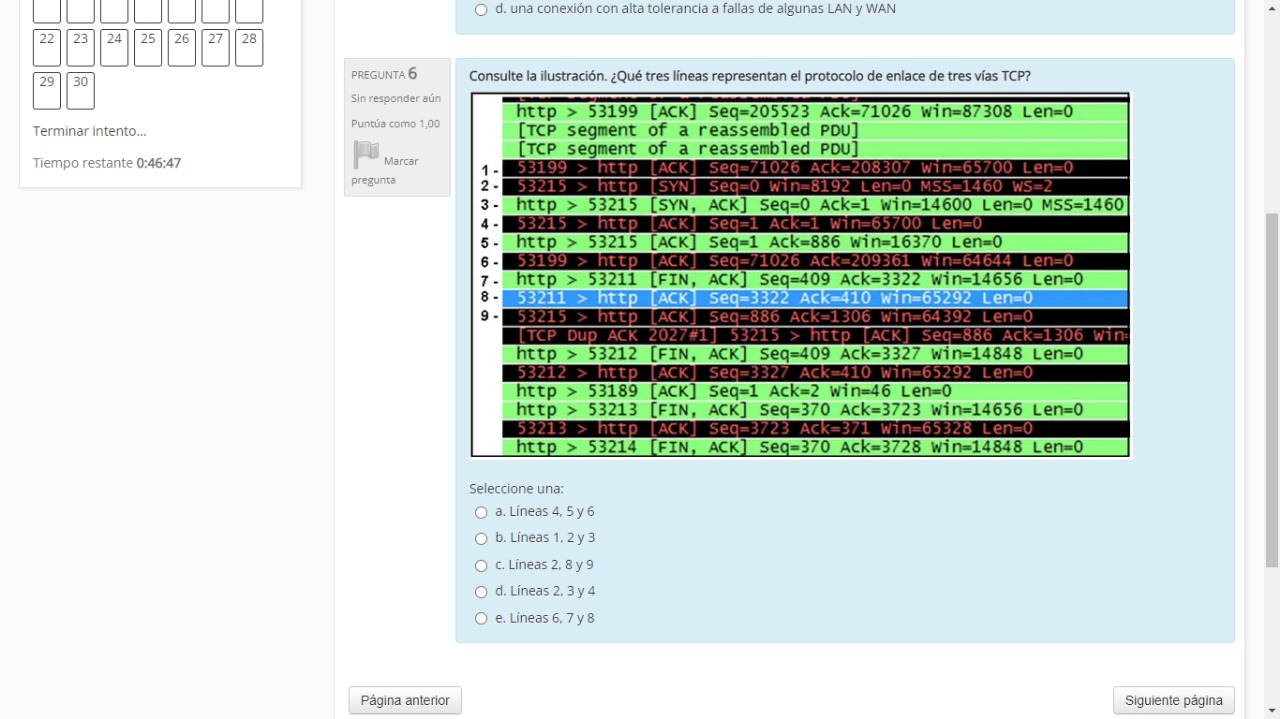 d. una conexión con alta tolerancia a fallas de algunas LAN y WAN
22 23 24 25 26 27 28
29 30
Terminar intento...
Tiempo restante 0:46:47
PREGUNTA 6
Sin responder aún
Puntúa como 1,00
Marcar
pregunta
Consulte la ilustración. ¿Qué tres líneas representan el protocolo de enlace de tres vías TCP?
[TCP segment of a reassembled PDU]
http > 53199 [ACK] Seq=205523 Ack=71026 Win=87308 Len=0
[TCP segment of a reassembled PDU]
[TCP segment of a reassembled PDU]
1 - 53199 > http [ACK] Seq=71026 Ack=208307 Win=65700 Len=0
2 - 53215 > http [SYN] Seq=0 Win=8192 Len=0 MSS=1460 WS=2
3 - http > 53215 [SYN, ACK] Seq=0 Ack=1 Win=14600 Len=0 MSS=1460
4 - 53215 > http [ACK] Seq=1 Ack=1 Win=65700 Len=0
5 - http > 53215 [ACK] Seq=1 Ack=886 Win=16370 Len=0
6 - 53199 > http [ACK] Seq=71026 Ack=209361 Win=64644 Len=0
7 - http > 53211 [FIN, ACK] Seq=409 Ack=3322 Win=14656 Len=0
8 - 53211 > http [ACK] Seq=3322 Ack=410 Win=65292 Len=0
9 - 53215 > http [ACK] Seq=886 Ack=1306 Win=64392 Len=0
[TCP Dup ACK 2027#1] 53215 > http [ACK] Seq=886 Ack=1306 Win=
http > 53212 [FIN, ACK] Seq=409 Ack=3327 Win=14848 Len=0
53212 > http [ACK] Seq=3327 Ack=410 Win=65292 Len=0
http > 53189 [ACK] Seq=1 Ack=2 Win=46 Len=0
http > 53213 [FIN, ACK] Seq=370 Ack=3723 Win=14656 Len=0
53213 > http [ACK] Seq=3723 Ack=371 Win=65328 Len=0
http > 53214 [FIN, ACK] Seq=370 Ack=3728 Win=14848 Len=0
Seleccione una:
a. Líneas 4, 5 y 6
b. Líneas 1, 2 y 3
c. Líneas 2, 8 y 9
d. Líneas 2, 3 y 4
e. Líneas 6, 7 y 8
Página anterior
Siguiente página